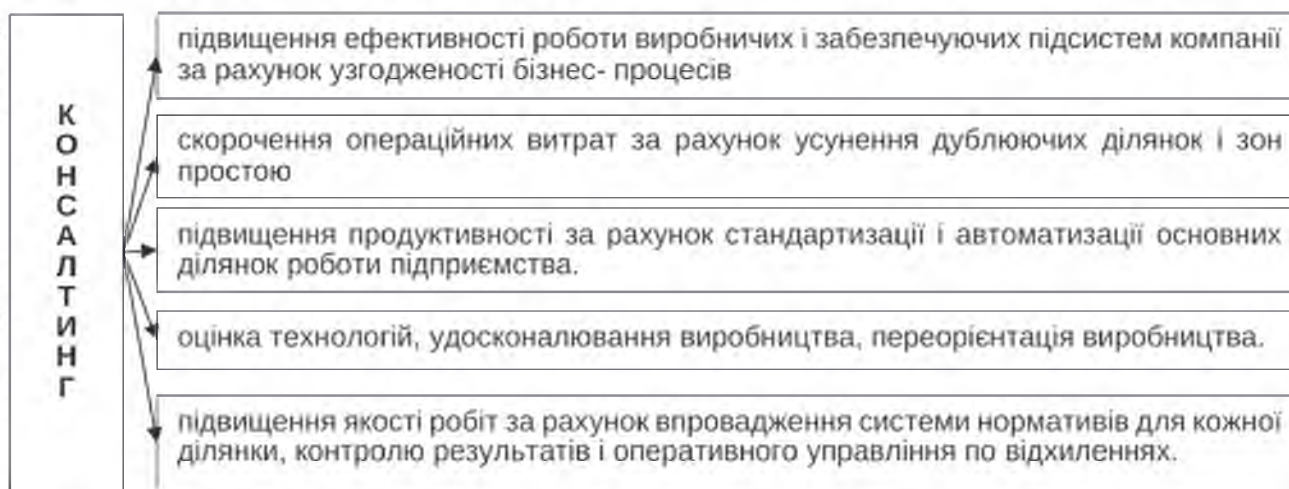 КОНСАЛТИНГ
підвищення ефективності роботи виробничих і забезпечуючих підсистем компанії
за рахунок узгодженості бізнес- процесів
скорочення операційних витрат за рахунок усунення дублюючих ділянок і зон
простою
підвищення продуктивності за рахунок стандартизації і автоматизації основних
ділянок роботи підприємства.
оцінка технологій, удосконалювання виробництва, переорієнтація виробництва.
підвищення якості робіт за рахунок впровадження системи нормативів для кожної
ділянки, контролю результатів і оперативного управління по відхиленнях.